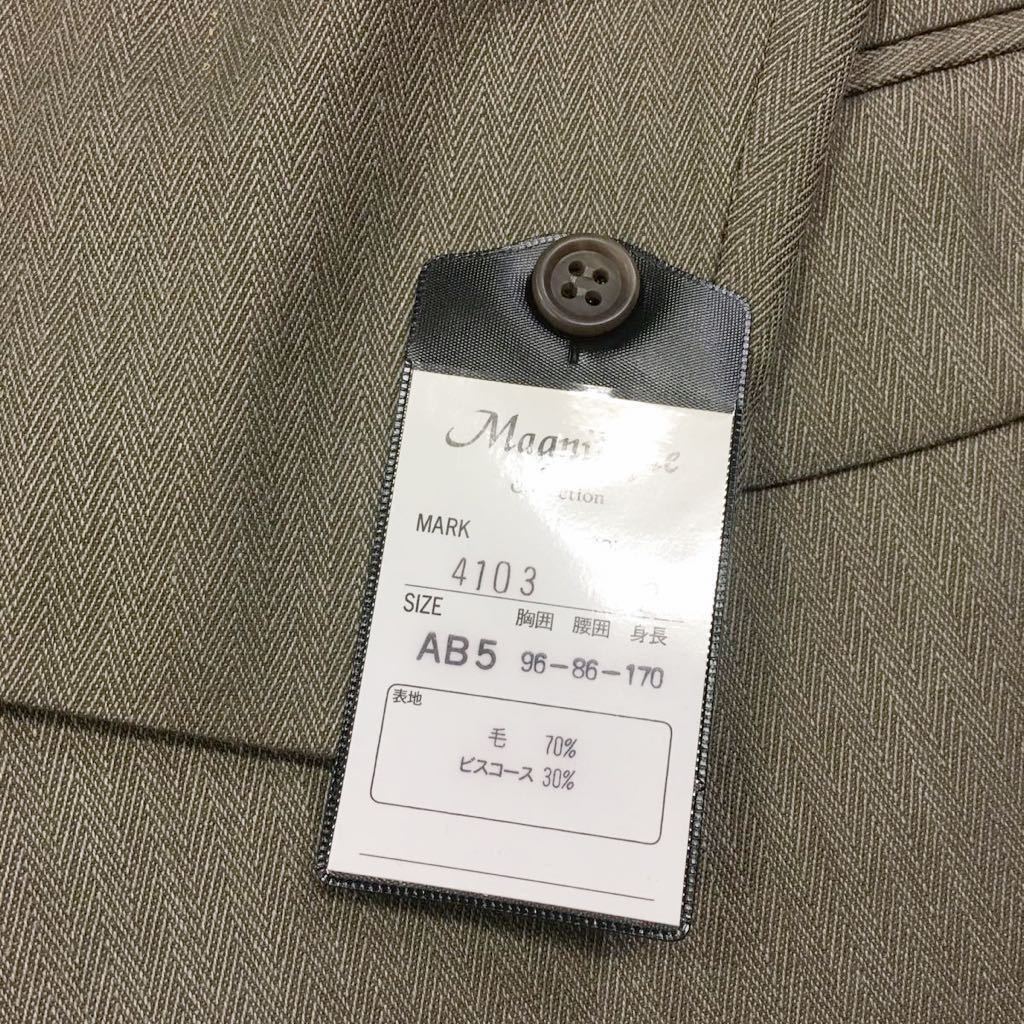 MARK
4103
SIZE 胸囲 腰囲 身長
AB5 96-86-170
表地
毛 70%
ビスコース 30%